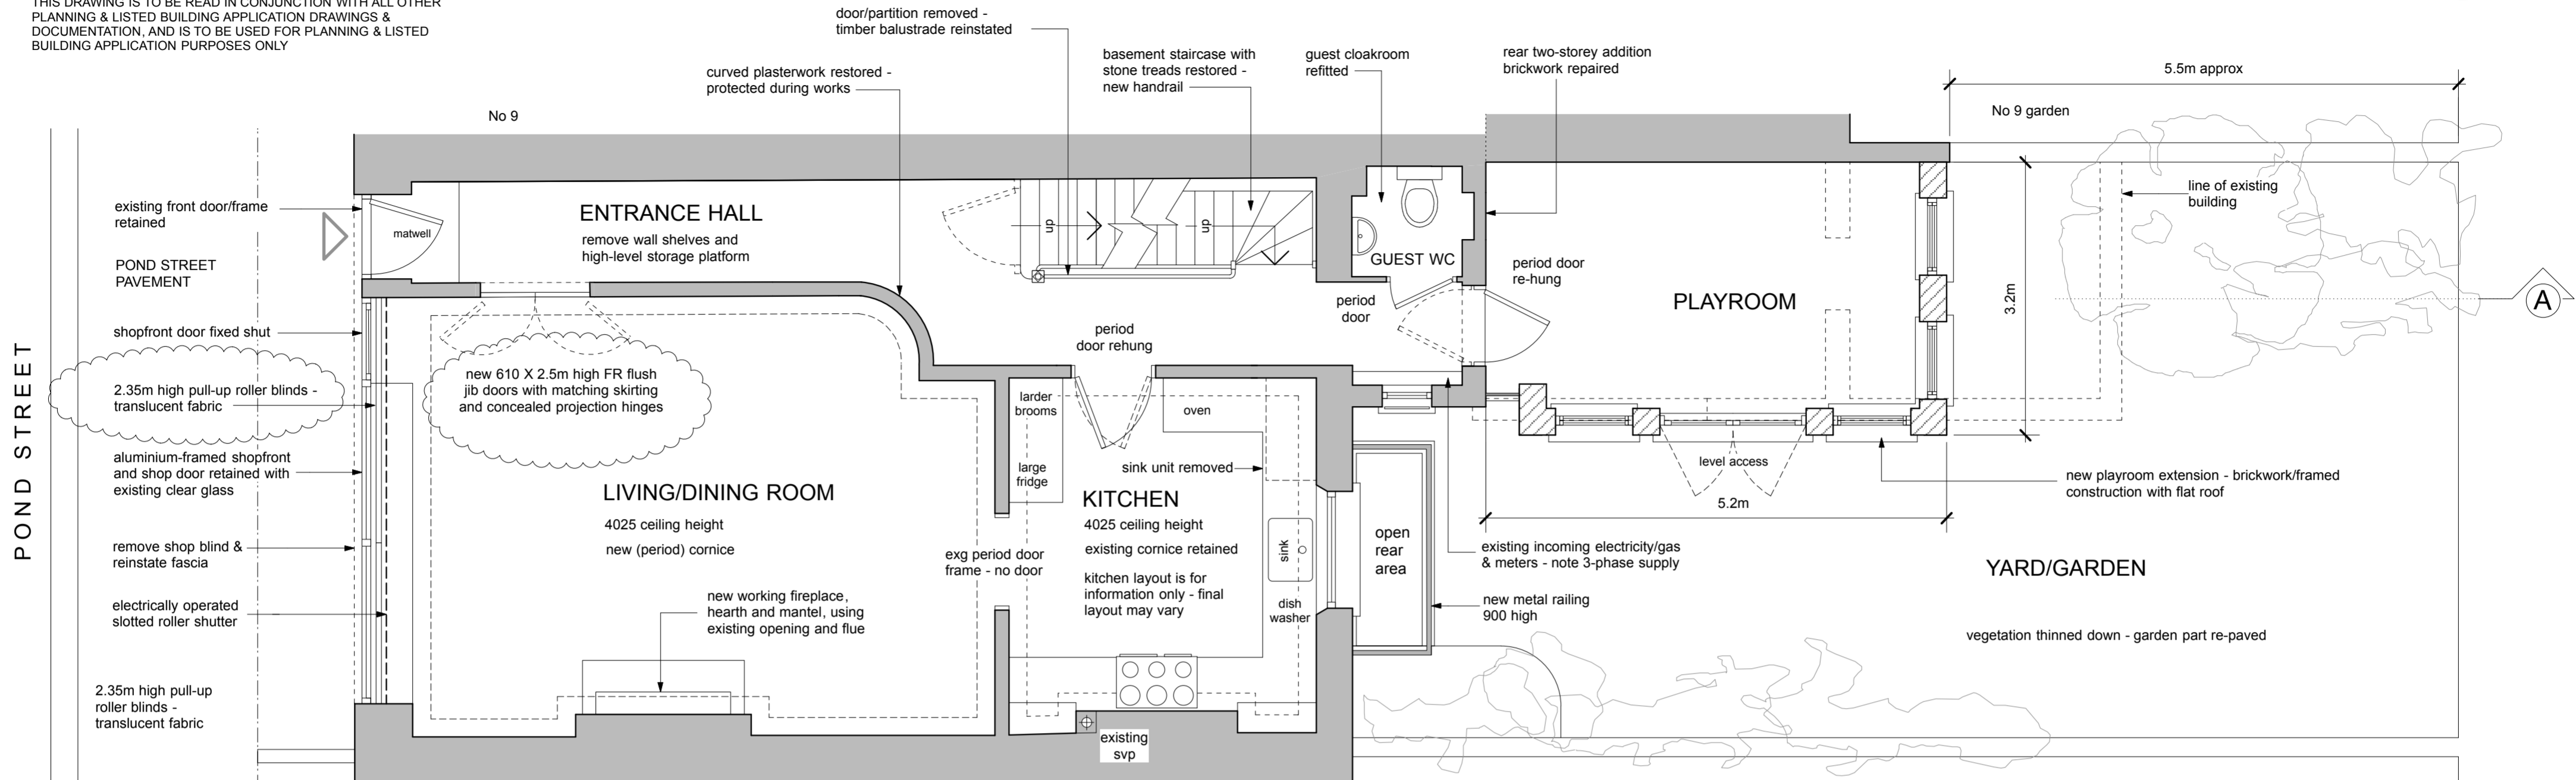 THIS DRAWING IS TO BE READ IN CONJUNCTION WITH ALL OTHER
PLANNING & LISTED BUILDING APPLICATION DRAWINGS &
DOCUMENTATION, AND IS TO BE USED FOR PLANNING & LISTED
BUILDING APPLICATION PURPOSES ONLY
door/partition removed -
timber balustrade reinstated
curved plasterwork restored -
protected during works
basement staircase with
stone treads restored -
new handrail
guest cloakroom
refitted
rear two-storey addition
brickwork repaired
5.5m approx
No 9
No 9 garden
existing front door/frame
retained
matwell
POND STREET
PAVEMENT
ENTRANCE HALL
remove wall shelves and
high-level storage platform
up
up
GUEST WC
period
door
period door
re-hung
PLAYROOM
line of existing
building
3.2m
A
shopfront door fixed shut
2.35m high pull-up roller blinds -
translucent fabric
new 610 X 2.5m high FR flush
jib doors with matching skirting
and concealed projection hinges
period
door rehung
larder
brooms
oven
large
fridge
sink unit removed
level access
5.2m
new playroom extension - brickwork/framed
construction with flat roof
POND STREET
aluminium-framed shopfront
and shop door retained with
existing clear glass
LIVING/DINING ROOM
4025 ceiling height
new (period) cornice
KITCHEN
4025 ceiling height
existing cornice retained
kitchen layout is for
information only - final
layout may vary
exg period door
frame - no door
sink
dish
washer
open
rear
area
existing incoming electricity/gas
& meters - note 3-phase supply
new metal railing
900 high
YARD/GARDEN
vegetation thinned down - garden part re-paved
remove shop blind &
reinstate fascia
electrically operated
slotted roller shutter
new working fireplace,
hearth and mantel, using
existing opening and flue
2.35m high pull-up
roller blinds -
translucent fabric
existing
svp